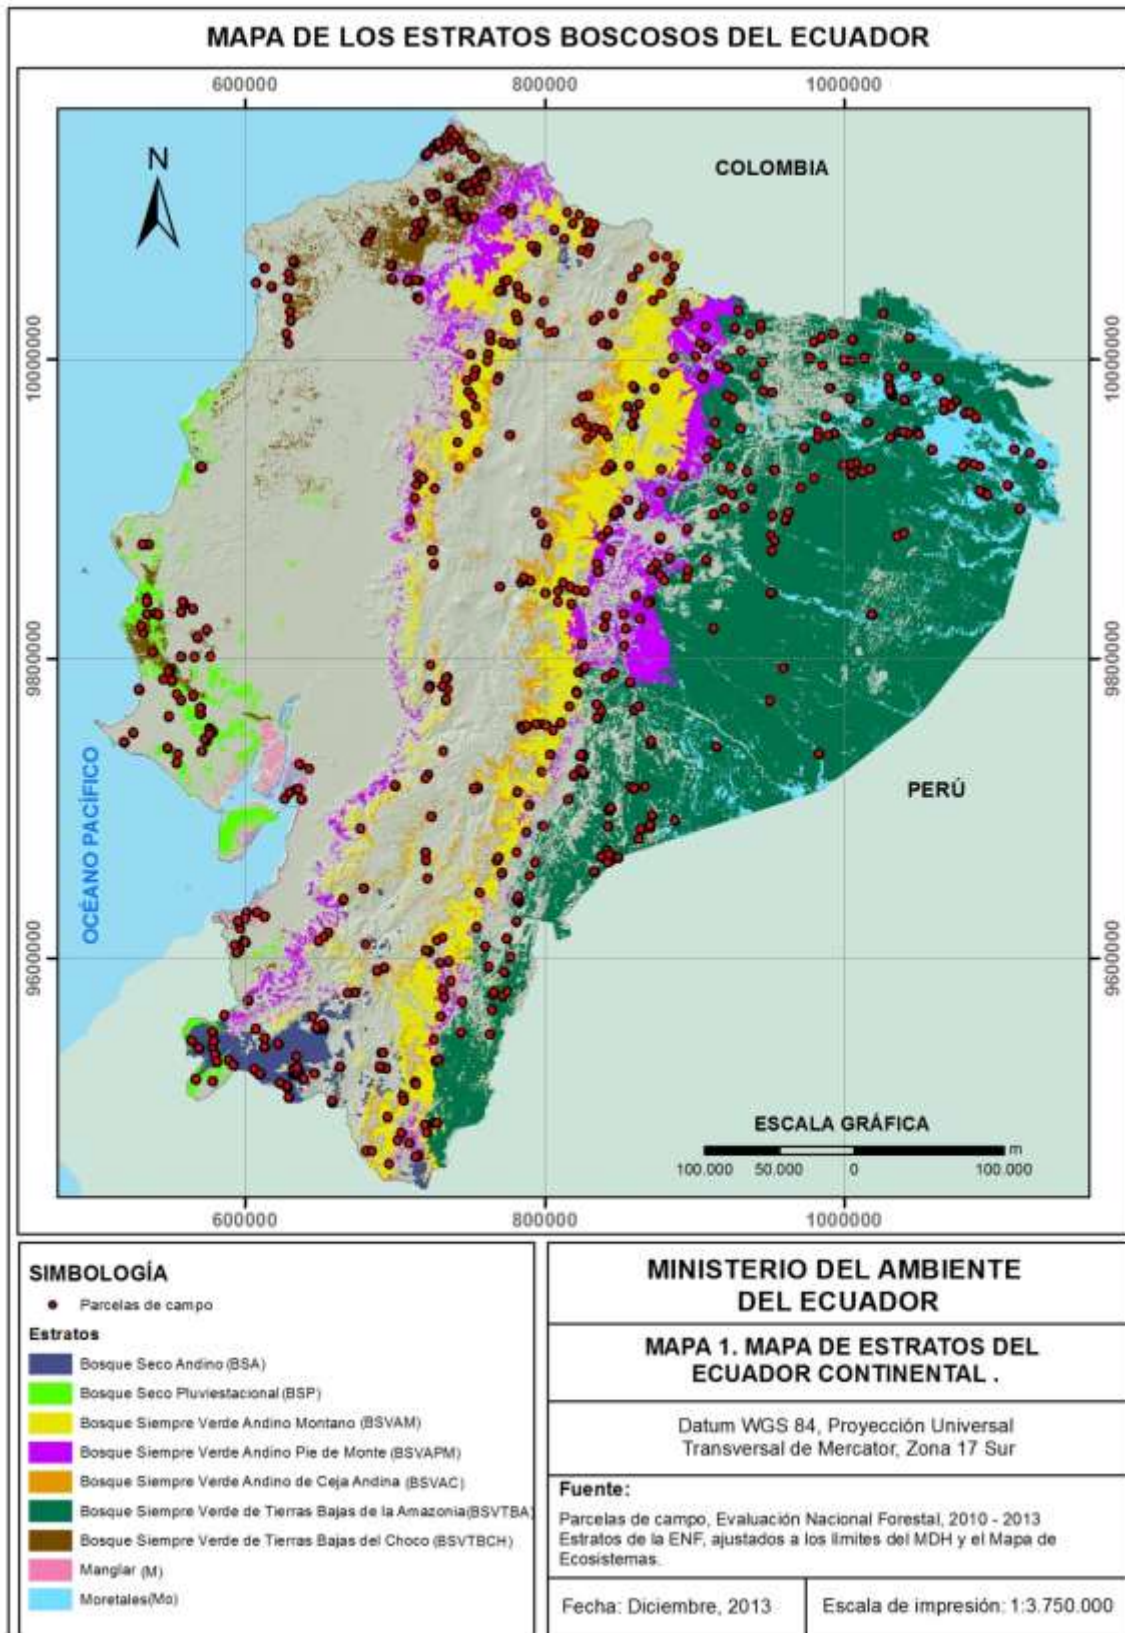 MAPA DE LOS ESTRATOS BOSCOSOS DEL ECUADOR
600000 800000 1000000
N
COLOMBIA
10000000 10000000
9800000 9800000
OCÉANO PACÍFICO
PERÚ
9600000 9600000
ESCALA GRÁFICA
m
100.000 50.000 0 100.000
600000 800000 1000000
SIMBOLOGÍA
Parcelas de campo
Estratos
Bosque Seco Andino (BSA)
Bosque Seco Pluviestacional (BSP)
Bosque Siempre Verde Andino Montano (BSVAM)
Bosque Siempre Verde Andino Pie de Monte (BSVAPM)
Bosque Siempre Verde Andino de Ceja Andina (BSVAC)
Bosque Siempre Verde de Tierras Bajas de la Amazonia(BSVTBA)
Bosque Siempre Verde de Tierras Bajas del Choco (BSVTBCH)
Manglar (M)
Moretales(Mo)
MINISTERIO DEL AMBIENTE
DEL ECUADOR
MAPA 1. MAPA DE ESTRATOS DEL
ECUADOR CONTINENTAL .
Datum WGS 84, Proyección Universal
Transversal de Mercator, Zona 17 Sur
Fuente:
Parcelas de campo, Evaluación Nacional Forestal, 2010 - 2013
Estratos de la ENF, ajustados a los límites del MDH y el Mapa de
Ecosistemas.
Fecha: Diciembre, 2013
Escala de impresión: 1:3.750.000